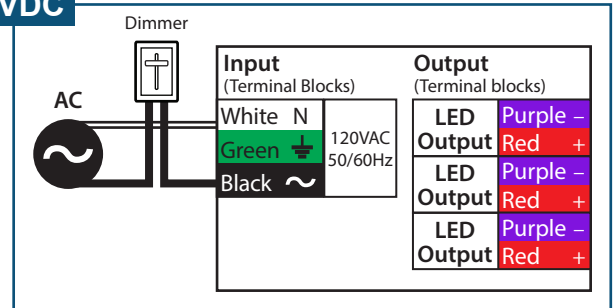 VDC
Dimmer
AC
Input
(Terminal Blocks)
White N
Green
Black
120VAC
50/60Hz
Output
(Terminal blocks)
LED
Output
Purple –
Red +
LED
Output
Purple –
Red +
LED
Output
Purple –
Red +